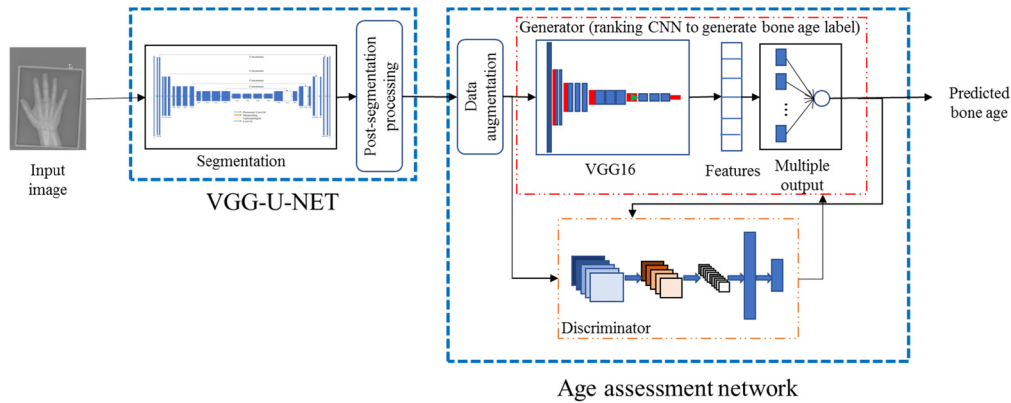 Input
image
Segmentation
Post-segmentation
processing
VGG-U-NET
Data
augmentation
Generator (ranking CNN to generate bone age label)
VGG16
Features
Multiple
output
Predicted
bone age
Discriminator
Age assessment network